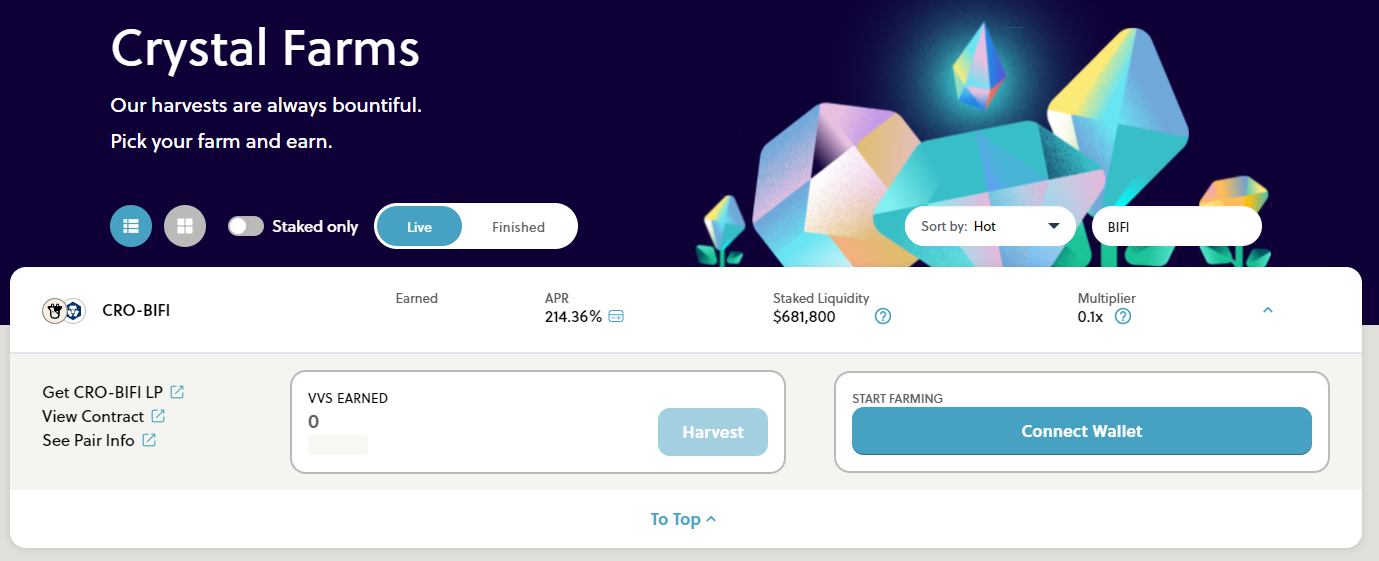 Crystal Farms
Our harvests are always bountiful.
Pick your farm and earn.
Staked only
Live
Finished
Sort by: Hot
BIFI
CRO-BIFI
Earned
APR
214.36%
Staked Liquidity
$681,800
Multiplier
0.1x
Get CRO-BIFI LP
View Contract
See Pair Info
VVS EARNED
0
Harvest
START FARMING
Connect Wallet
To Top